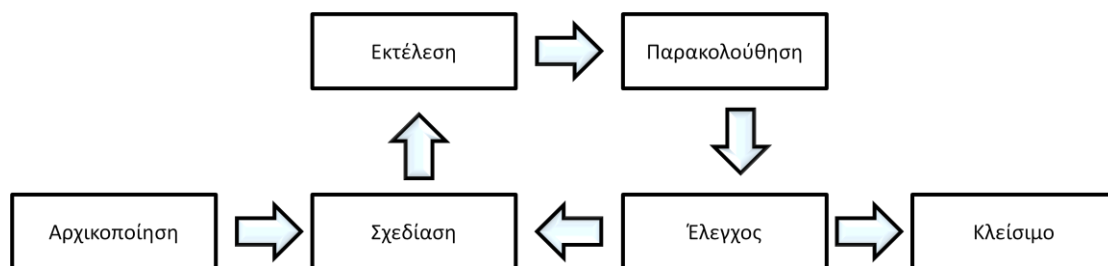 Εκτέλεση
Παρακολούθηση
Αρχικοποίηση
Σχεδίαση
Έλεγχος
Κλείσιμο